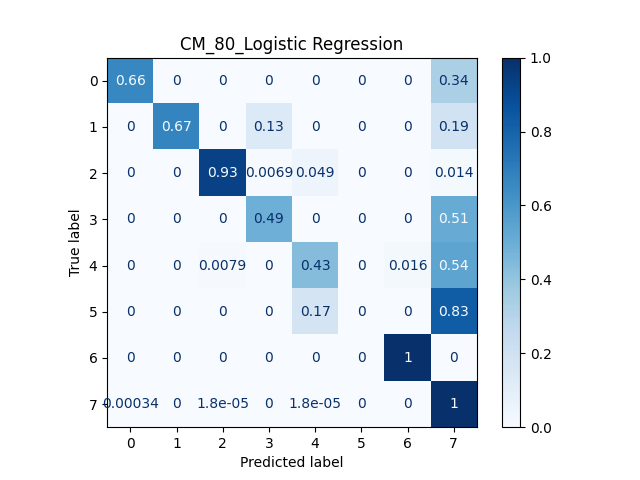 CM_80_Logistic Regression
0 0.66 0 0 0 0 0 0 0.34
1 0 0.67 0 0.13 0 0 0 0.19
2 0 0 0.93 0.0069 0.049 0 0 0.014
3 0 0 0 0.49 0 0 0 0.51
4 0 0 0.0079 0 0.43 0 0.016 0.54
5 0 0 0 0 0.17 0 0 0.83
6 0 0 0 0 0 0 1 0
7 0.00034 0 1.8e-05 0 1.8e-05 0 0 1
0 1 2 3 4 5 6 7
Predicted label
True label
1.0
0.8
0.6
0.4
0.2
0.0